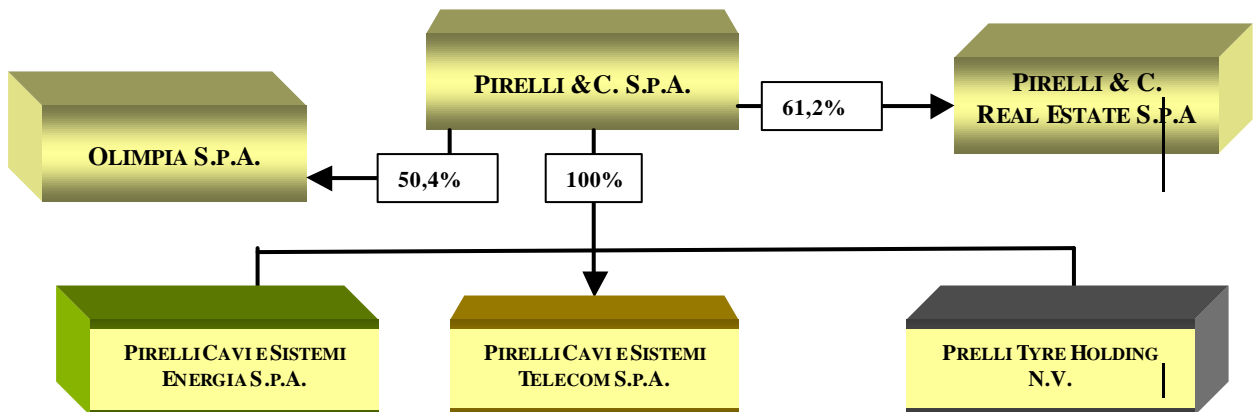 PIRELLI & C. S.P.A.
PIRELLI & C.
REAL ESTATE S.P.A
61,2%
OLIMPIA S.P.A.
50,4%
100%
PIRELLI CAVI E SISTEMI
ENERGIA S.P.A.
PIRELLI CAVI E SISTEMI
TELECOM S.P.A.
PRELLI TYRE HOLDING
N.V.